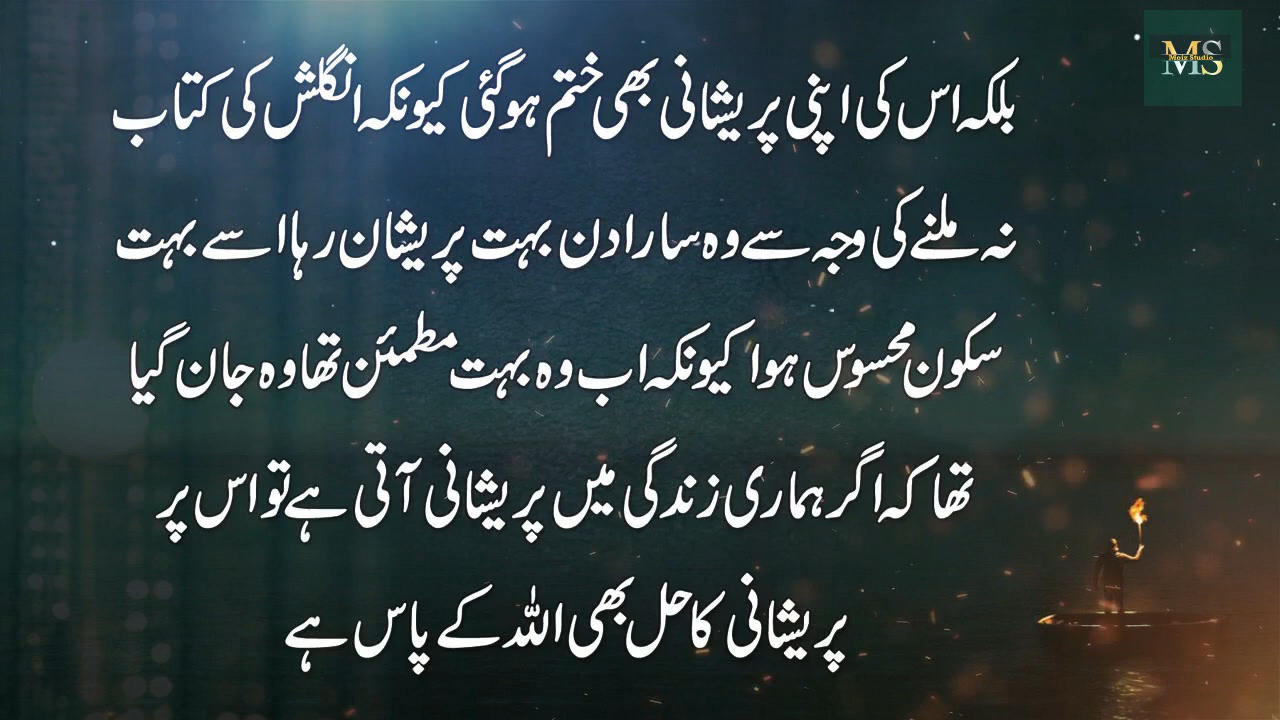 MS
Moiz Studio
بلکہ اس کی اپنی پریشانی بھی ختم ہوگئی کیونکہ انگلش کی کتاب
نہ ملنے کی وجہ سے وہ سارا دن بہت پریشان رہا اسے بہت
سکون محسوس ہوا کیونکہ اب وہ بہت مطمئن تھا وہ جان گیا
تھا کہ اگر ہماری زندگی میں پریشانی آتی ہے تو اس پر
پریشانی کا حل بھی اللہ کے پاس ہے